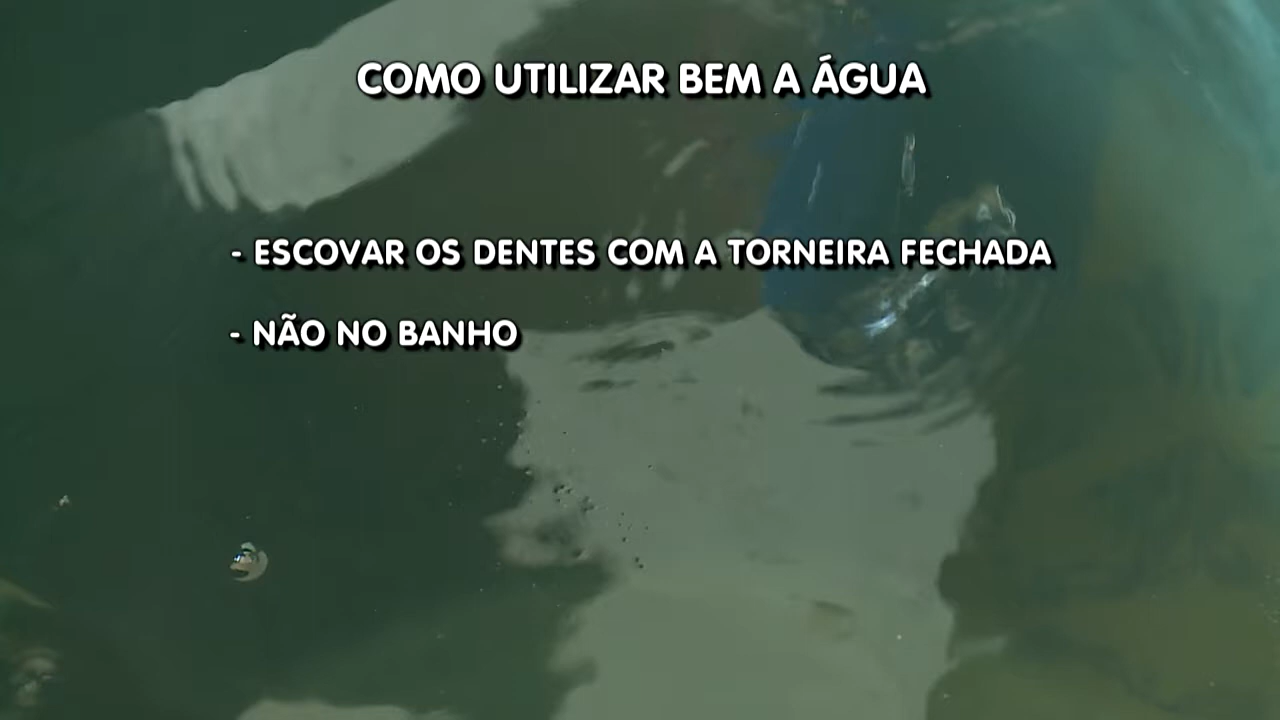 COMO UTILIZAR BEM A ÁGUA
- ESCOVAR OS DENTES COM A TORNEIRA FECHADA
- NÃO NO BANHO